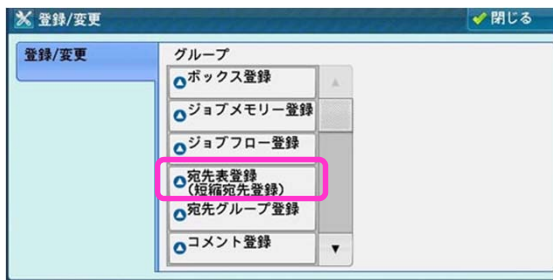 登録/変更
閉じる
登録/変更
グループ
ボックス登録
ジョブメモリー登録
ジョブフロー登録
宛先表登録
(短縮宛先登録)
宛先グループ登録
コメント登録